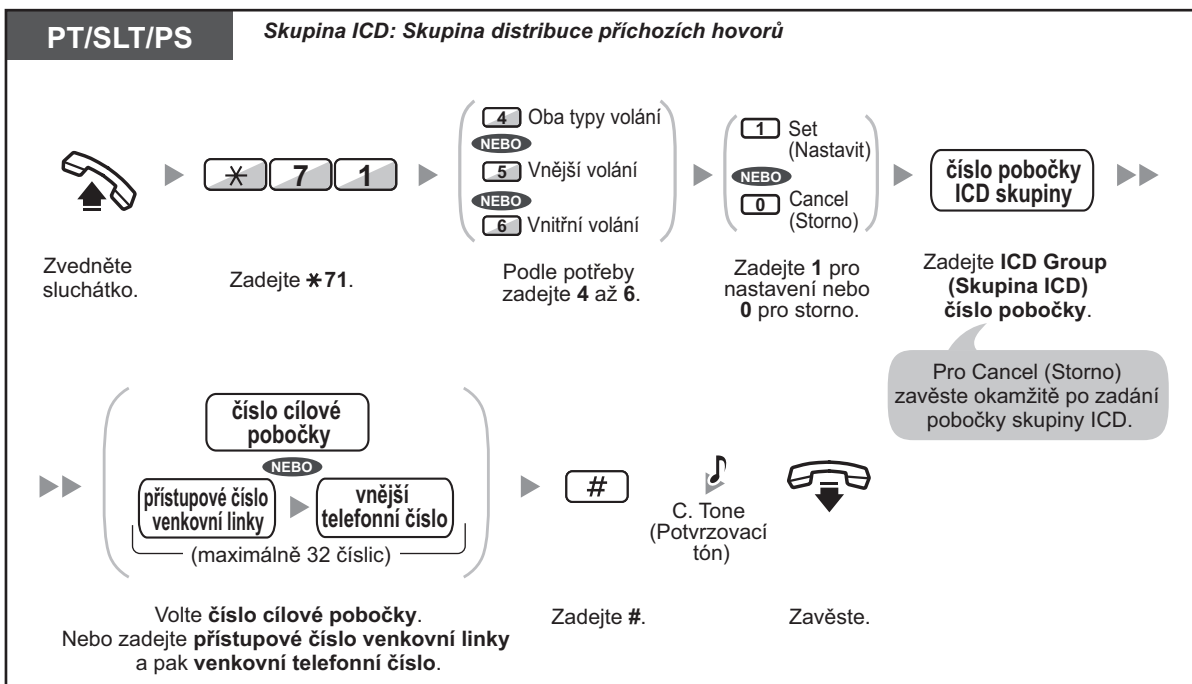 PT/SLT/PS
Skupina ICD: Skupina distribuce příchozích hovorů
Zvedněte
sluchátko.
* 7 1
Zadejte *71.
4 Oba typy volání
NEBO
5 Vnější volání
NEBO
6 Vnitřní volání
Podle potřeby
zadejte 4 až 6.
1 Set
(Nastavit)
NEBO
0 Cancel
(Storno)
Zadejte 1 pro
nastavení nebo
0 pro storno.
číslo pobočky
ICD skupiny
Zadejte ICD Group
(Skupina ICD)
číslo pobočky.
Pro Cancel (Storno)
zavěste okamžitě po zadání
pobočky skupiny ICD.
číslo cílové
pobočky
NEBO
přístupové číslo
venkovní linky
vnější
telefonní číslo
(maximálně 32 číslic)
Volte číslo cílové pobočky.
Nebo zadejte přístupové číslo venkovní linky
a pak venkovní telefonní číslo.
#
Zadejte #.
C. Tone
(Potvrzovací
tón)
Zavěste.